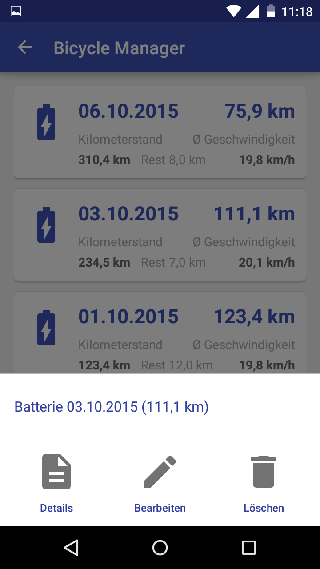 11:18
Bicycle Manager
06.10.2015 75,9 km
Kilometerstand Ø Geschwindigkeit
310,4 km Rest 8,0 km 19,8 km/h
03.10.2015 111,1 km
Kilometerstand Ø Geschwindigkeit
234,5 km Rest 7,0 km 20,1 km/h
01.10.2015 123,4 km
Kilometerstand Ø Geschwindigkeit
123,4 km Rest 12,0 km 19,8 km/h
Batterie 03.10.2015 (111,1 km)
Details Bearbeiten Löschen